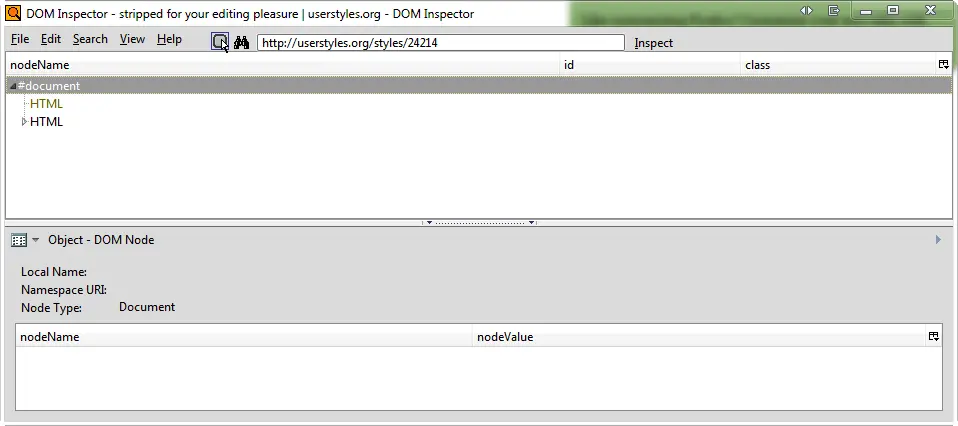 DOM Inspector - stripped for your editing pleasure | userstyles.org - DOM Inspector
File Edit Search View Help http://userstyles.org/styles/24214 Inspect
nodeName id class
#document
HTML
HTML
Object - DOM Node
Local Name:
Namespace URI:
Node Type: Document
nodeName nodeValue